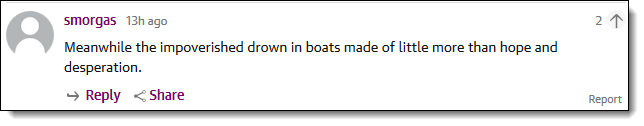 smorgas 13h ago 2
Meanwhile the impoverished drown in boats made of little more than hope and
desperation.
Reply Share
Report